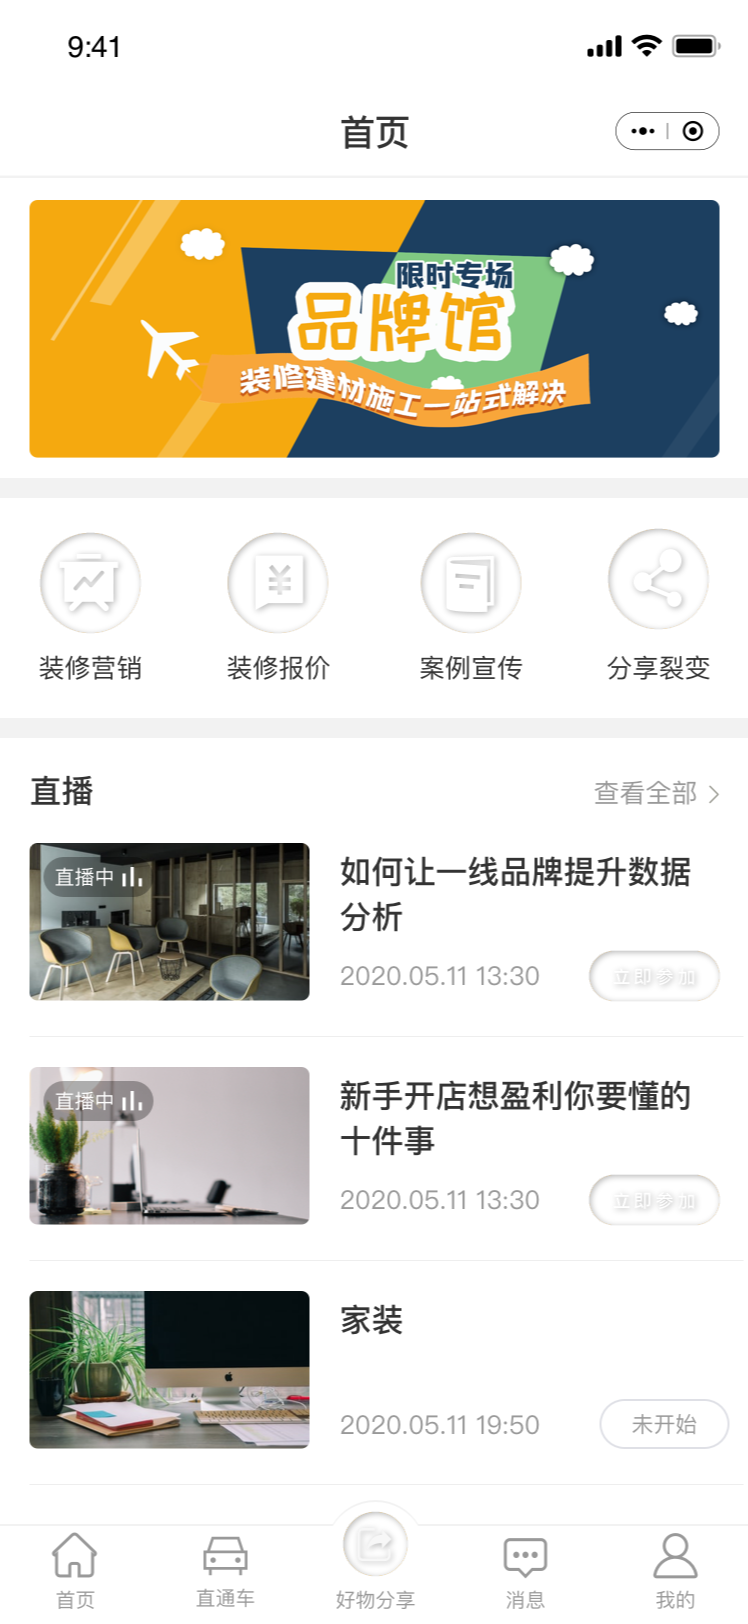 9:41
首页
限时专场
品牌馆
装修建材施工一站式解决
装修营销
装修报价
案例宣传
分享裂变
直播
查看全部
直播中
如何让一线品牌提升数据
分析
2020.05.11 13:30
立即参加
直播中
新手开店想盈利你要懂的
十件事
2020.05.11 13:30
立即参加
家装
2020.05.11 19:50
未开始
首页
直通车
好物分享
消息
我的